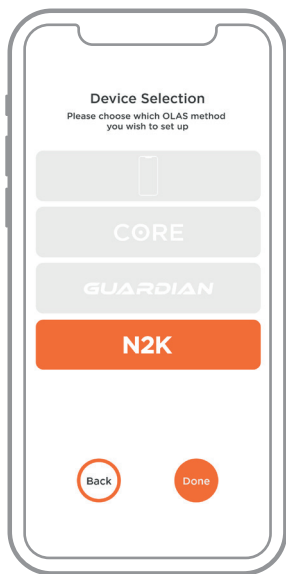 Device Selection
Please choose which OLAS method
you wish to set up
CORE
GUARDIAN
N2K
Back
Done